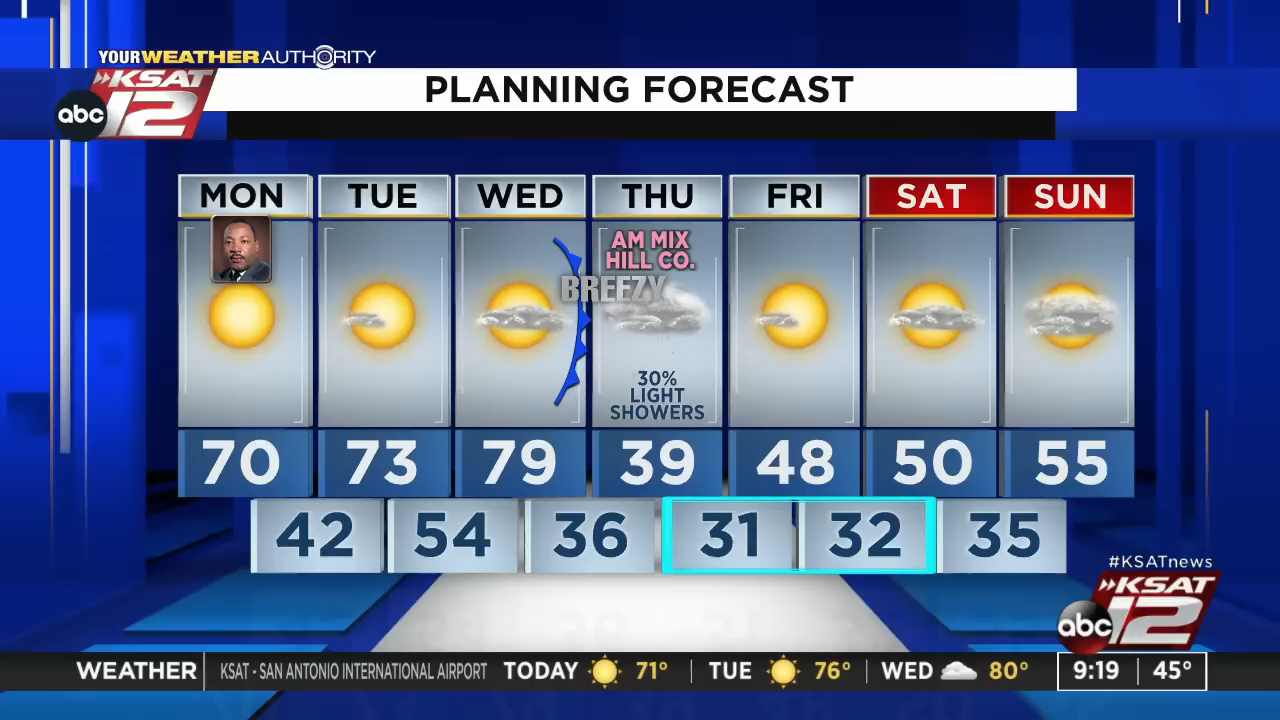 YOURWEATHERAUTHORITY
KSAT
abc 12
PLANNING FORECAST
MON TUE WED THU FRI SAT SUN
AM MIX
HILL CO.
BREEZY
30%
LIGHT
SHOWERS
70 73 79 39 48 50 55
42 54 36 31 32 35
#KSATnews
KSAT
abc 12
WEATHER KSAT - SAN ANTONIO INTERNATIONAL AIRPORT TODAY 71° TUE 76° WED 80° 9:19 45°